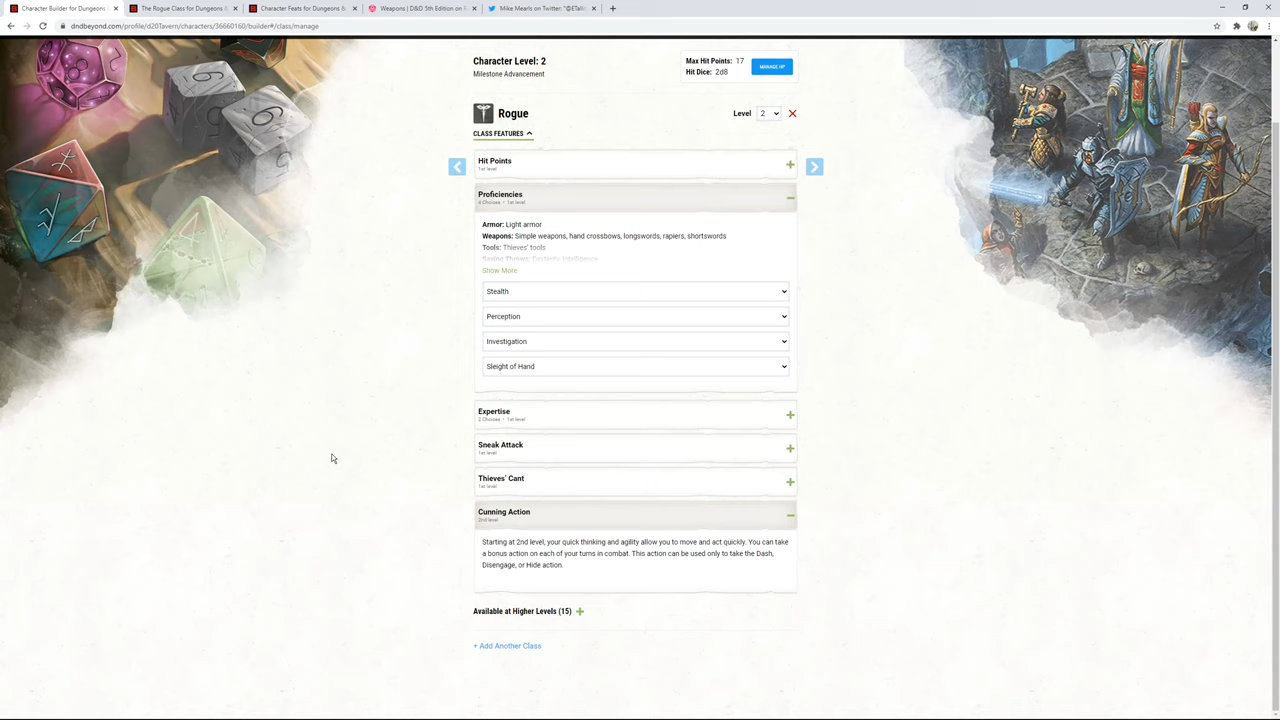 Character Builder for Dungeons
The Rogue Class for Dungeons &
Character Feats for Dungeons &
Weapons | D&D 5th Edition on R
Mike Mearls on Twitter: "@ETalki
dndbeyond.com/profile/d20Tavern/characters/36660160/builder#/class/manage
Character Level: 2
Milestone Advancement
Max Hit Points: 17
Hit Dice: 2d8
MANAGE HP
Rogue
Level 2
CLASS FEATURES
Hit Points
1st level
Proficiencies
4 Choices • 1st level
Armor: Light armor
Weapons: Simple weapons, hand crossbows, longswords, rapiers, shortswords
Tools: Thieves' tools
Saving Throws: Dexterity, Intelligence
Show More
Stealth
Perception
Investigation
Sleight of Hand
Expertise
2 Choices • 1st level
Sneak Attack
1st level
Thieves' Cant
1st level
Cunning Action
2nd level
Starting at 2nd level, your quick thinking and agility allow you to move and act quickly. You can take
a bonus action on each of your turns in combat. This action can be used only to take the Dash,
Disengage, or Hide action.
Available at Higher Levels (15)
+ Add Another Class